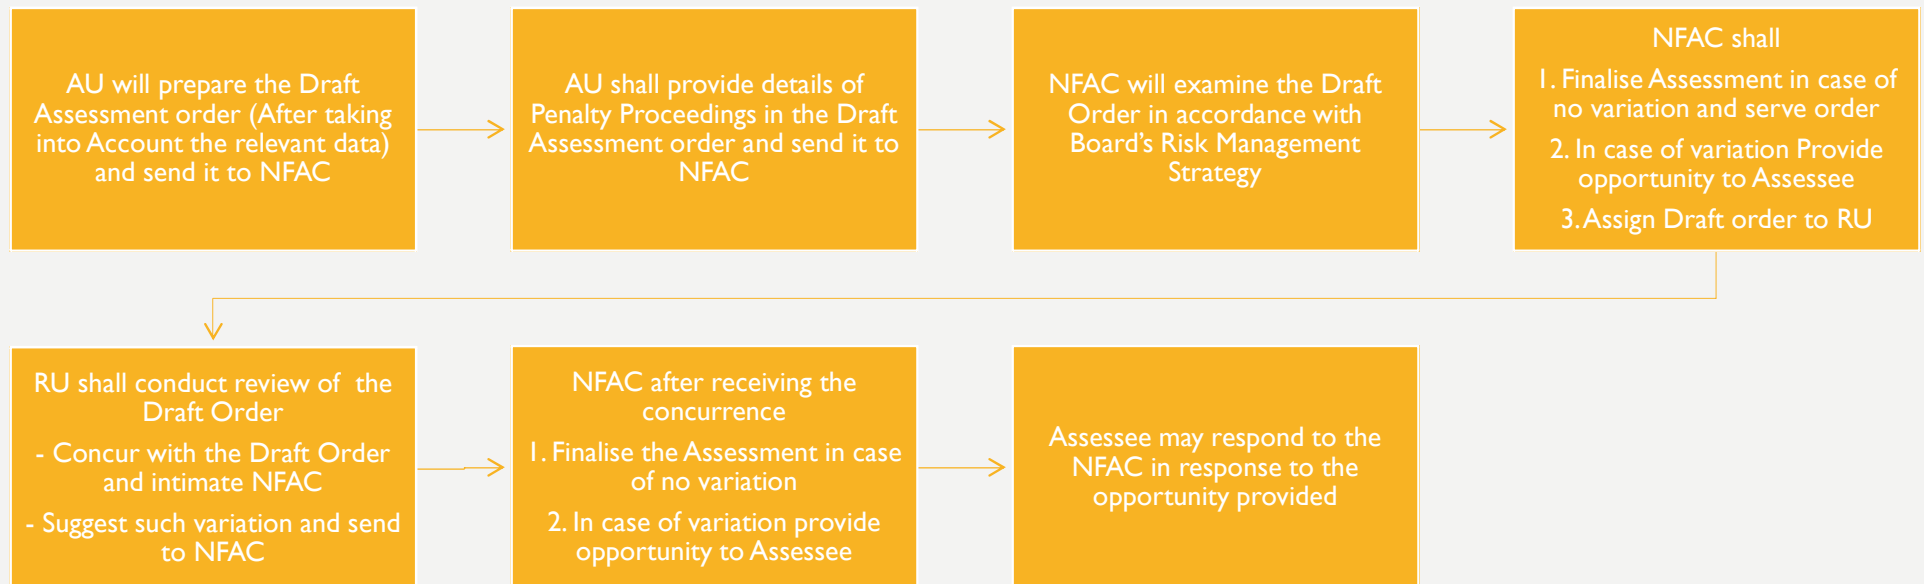 AU will prepare the Draft
Assessment order (After taking
into Account the relevant data)
and send it to NFAC
AU shall provide details of
Penalty Proceedings in the Draft
Assessment order and send it to
NFAC
NFAC will examine the Draft
Order in accordance with
Board’s Risk Management
Strategy
NFAC shall
1. Finalise Assessment in case of
no variation and serve order
2. In case of variation Provide
opportunity to Assessee
3. Assign Draft order to RU
RU shall conduct review of the
Draft Order
- Concur with the Draft Order
and intimate NFAC
- Suggest such variation and send
to NFAC
NFAC after receiving the
concurrence
1. Finalise the Assessment in case
of no variation
2. In case of variation provide
opportunity to Assessee
Assessee may respond to the
NFAC in response to the
opportunity provided